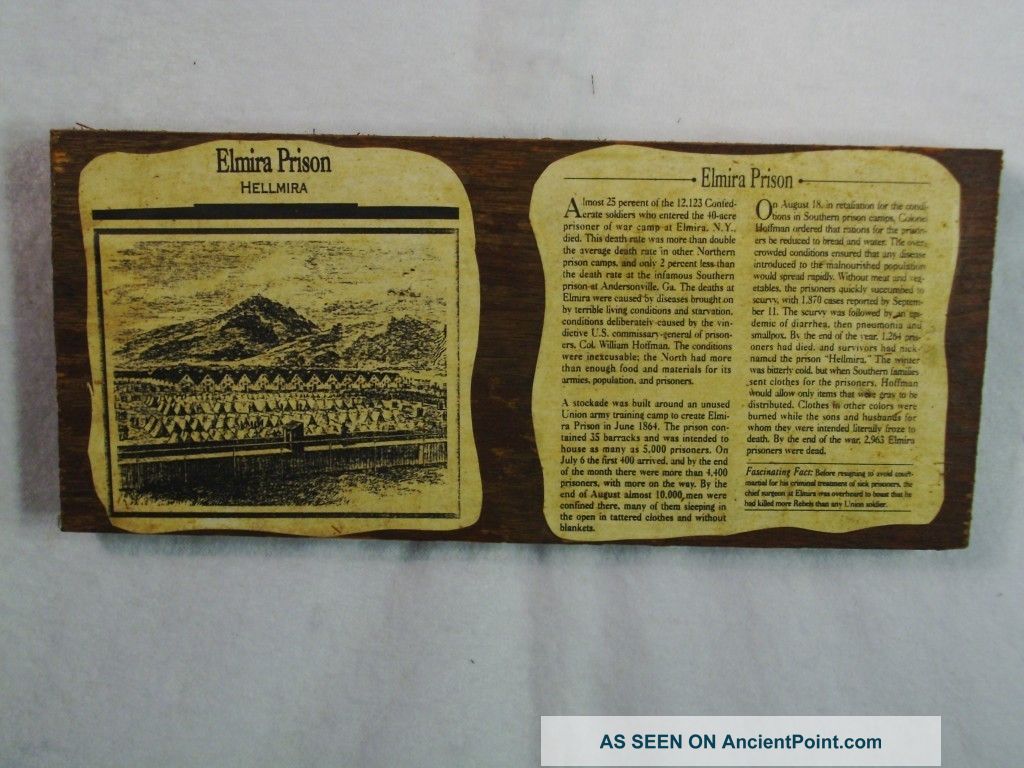 Elmira Prison
HELLMIRA
Elmira Prison
Almost 25 percent of the 12,123 Confed-
erate soldiers who entered the 40-acre
prisoner of war camp at Elmira, N.Y.,
died. This death rate was more than double
the average death rate in other Northern
prison camps, and only 2 percent less than
the death rate at the infamous Southern
prison at Andersonville, Ga. The deaths at
Elmira were caused by diseases brought on
by terrible living conditions and starvation,
conditions deliberately caused by the vin-
dictive U.S. commissary-general of prison-
ers, Col. William Hoffman. The conditions
were inexcusable; the North had more
than enough food and materials for its
armies, population, and prisoners.
A stockade was built around an unused
Union army training camp to create Elmi-
ra Prison in June 1864. The prison con-
tained 35 barracks and was intended to
house as many as 5,000 prisoners. On
July 6 the first 400 arrived, and by the end
of the month there were more than 4,400
prisoners, with more on the way. By the
end of August almost 10,000 men were
confined there, many of them sleeping in
the open in tattered clothes and without
blankets.
On August 18, in retaliation for the condi-
tions in Southern prison camps, Colonel
Hoffman ordered that rations for the prison-
ers be reduced to bread and water. The over-
crowded conditions ensured that any disease
introduced to the malnourished population
would spread rapidly. Without meat and veg-
etables, the prisoners quickly succumbed to
scurvy, with 1,870 cases reported by Septem-
ber 11. The scurvy was followed by an epi-
demic of diarrhea, then pneumonia and
smallpox. By the end of the year, 1,264 pris-
oners had died, and survivors had nick-
named the prison "Hellmira." The winter
was bitterly cold, but when Southern families
sent clothes for the prisoners, Hoffman
would allow only items that were gray to be
distributed. Clothes in other colors were
burned while the sons and husbands for
whom they were intended literally froze to
death. By the end of the war, 2,963 Elmira
prisoners were dead.
Fascinating Fact: Before resigning to avoid court-
martial for his criminal treatment of sick prisoners, the
chief surgeon at Elmira was overheard to boast that he
had killed more Rebels than any Union soldier.
AS SEEN ON AncientPoint.com